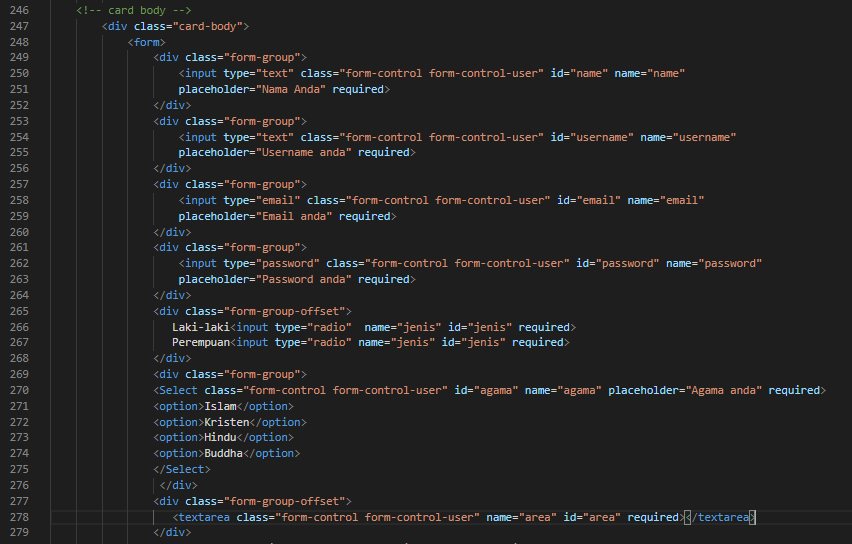 246 <!-- card body -->
247 <div class="card-body">
248 <form>
249 <div class="form-group">
250 <input type="text" class="form-control form-control-user" id="name" name="name"
251 placeholder="Nama Anda" required>
252 </div>
253 <div class="form-group">
254 <input type="text" class="form-control form-control-user" id="username" name="username"
255 placeholder="Username anda" required>
256 </div>
257 <div class="form-group">
258 <input type="email" class="form-control form-control-user" id="email" name="email"
259 placeholder="Email anda" required>
260 </div>
261 <div class="form-group">
262 <input type="password" class="form-control form-control-user" id="password" name="password"
263 placeholder="Password anda" required>
264 </div>
265 <div class="form-group-offset">
266 Laki-laki<input type="radio"  name="jenis" id="jenis" required>
267 Perempuan<input type="radio" name="jenis" id="jenis" required>
268 </div>
269 <div class="form-group">
270 <Select class="form-control form-control-user" id="agama" name="agama" placeholder="Agama anda" required>
271 <option>Islam</option>
272 <option>Kristen</option>
273 <option>Hindu</option>
274 <option>Buddha</option>
275 </Select>
276 </div>
277 <div class="form-group-offset">
278 <textarea class="form-control form-control-user" name="area" id="area" required></textarea>
279 </div>